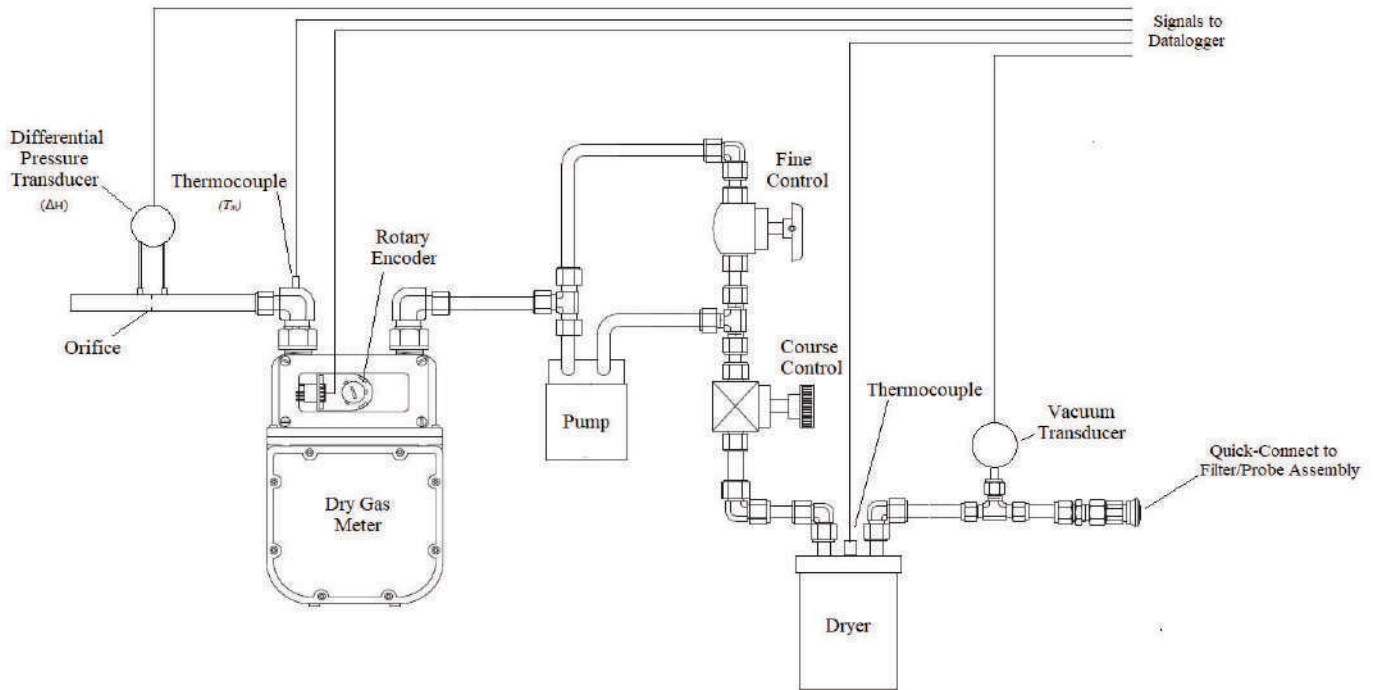 Signals to
Datalogger
Differential
Pressure
Transducer
(ΔH)
Thermocouple
(Tm)
Rotary
Encoder
Fine
Control
Orifice
Course
Control
Pump
Thermocouple
Vacuum
Transducer
Quick-Connect to
Filter/Probe Assembly
Dry Gas
Meter
Dryer